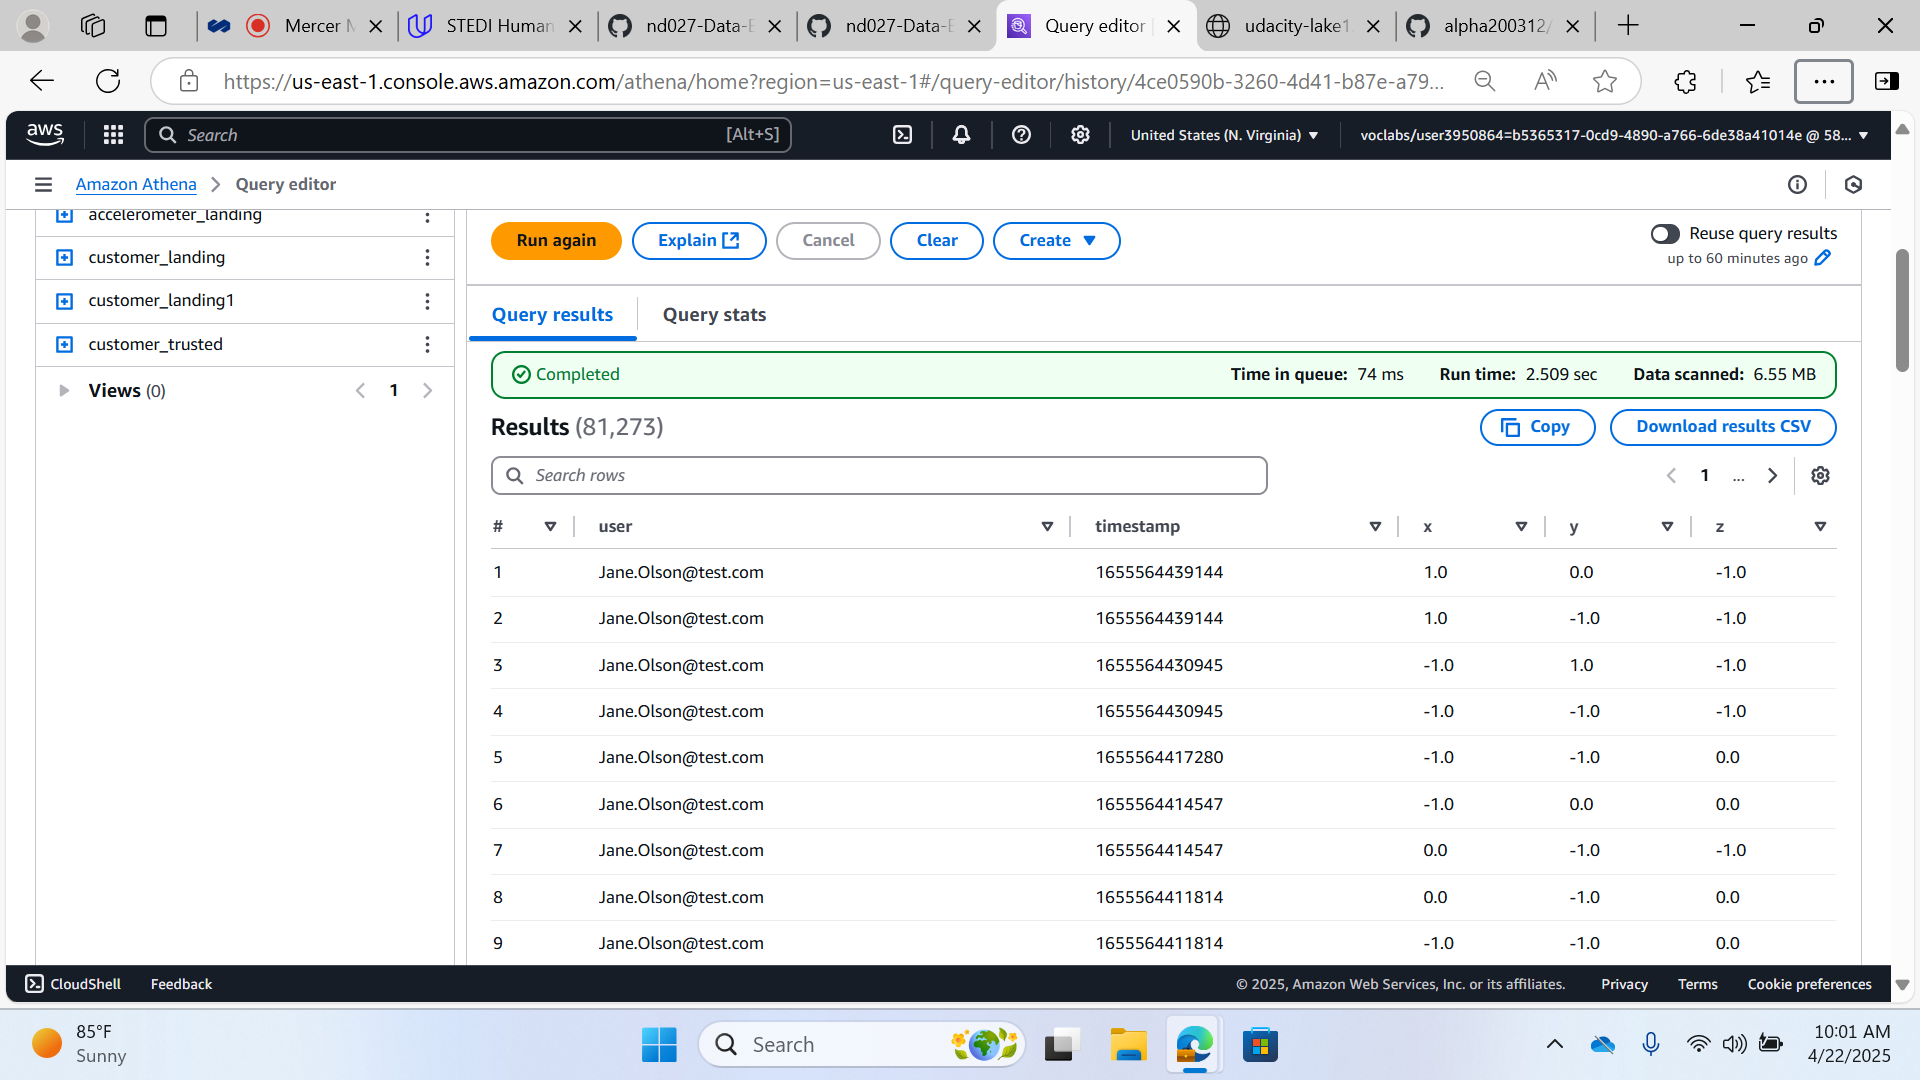 Mercer M
STEDI Human
nd027-Data-E
nd027-Data-E
Query editor |
udacity-lake1
alpha200312/
https://us-east-1.console.aws.amazon.com/athena/home?region=us-east-1#/query-editor/history/4ce0590b-3260-4d41-b87e-a79...
aws
Search
[Alt+S]
United States (N. Virginia)
voclabs/user3950864=b5365317-0cd9-4890-a766-6de38a41014e @ 58...
Amazon Athena
Query editor
accelerometer_landing
customer_landing
customer_landing1
customer_trusted
Views (0)
1
Run again
Explain
Cancel
Clear
Create
Reuse query results
up to 60 minutes ago
Query results
Query stats
Completed
Time in queue: 74 ms
Run time: 2.509 sec
Data scanned: 6.55 MB
Results (81,273)
Copy
Download results CSV
Search rows
1 ...
# user timestamp x y z
1 Jane.Olson@test.com 1655564439144 1.0 0.0 -1.0
2 Jane.Olson@test.com 1655564439144 1.0 -1.0 -1.0
3 Jane.Olson@test.com 1655564430945 -1.0 1.0 -1.0
4 Jane.Olson@test.com 1655564430945 -1.0 -1.0 -1.0
5 Jane.Olson@test.com 1655564417280 -1.0 -1.0 0.0
6 Jane.Olson@test.com 1655564414547 -1.0 0.0 0.0
7 Jane.Olson@test.com 1655564414547 0.0 -1.0 -1.0
8 Jane.Olson@test.com 1655564411814 0.0 -1.0 0.0
9 Jane.Olson@test.com 1655564411814 -1.0 -1.0 0.0
CloudShell
Feedback
© 2025, Amazon Web Services, Inc. or its affiliates.
Privacy
Terms
Cookie preferences
85°F
Sunny
Search
10:01 AM
4/22/2025